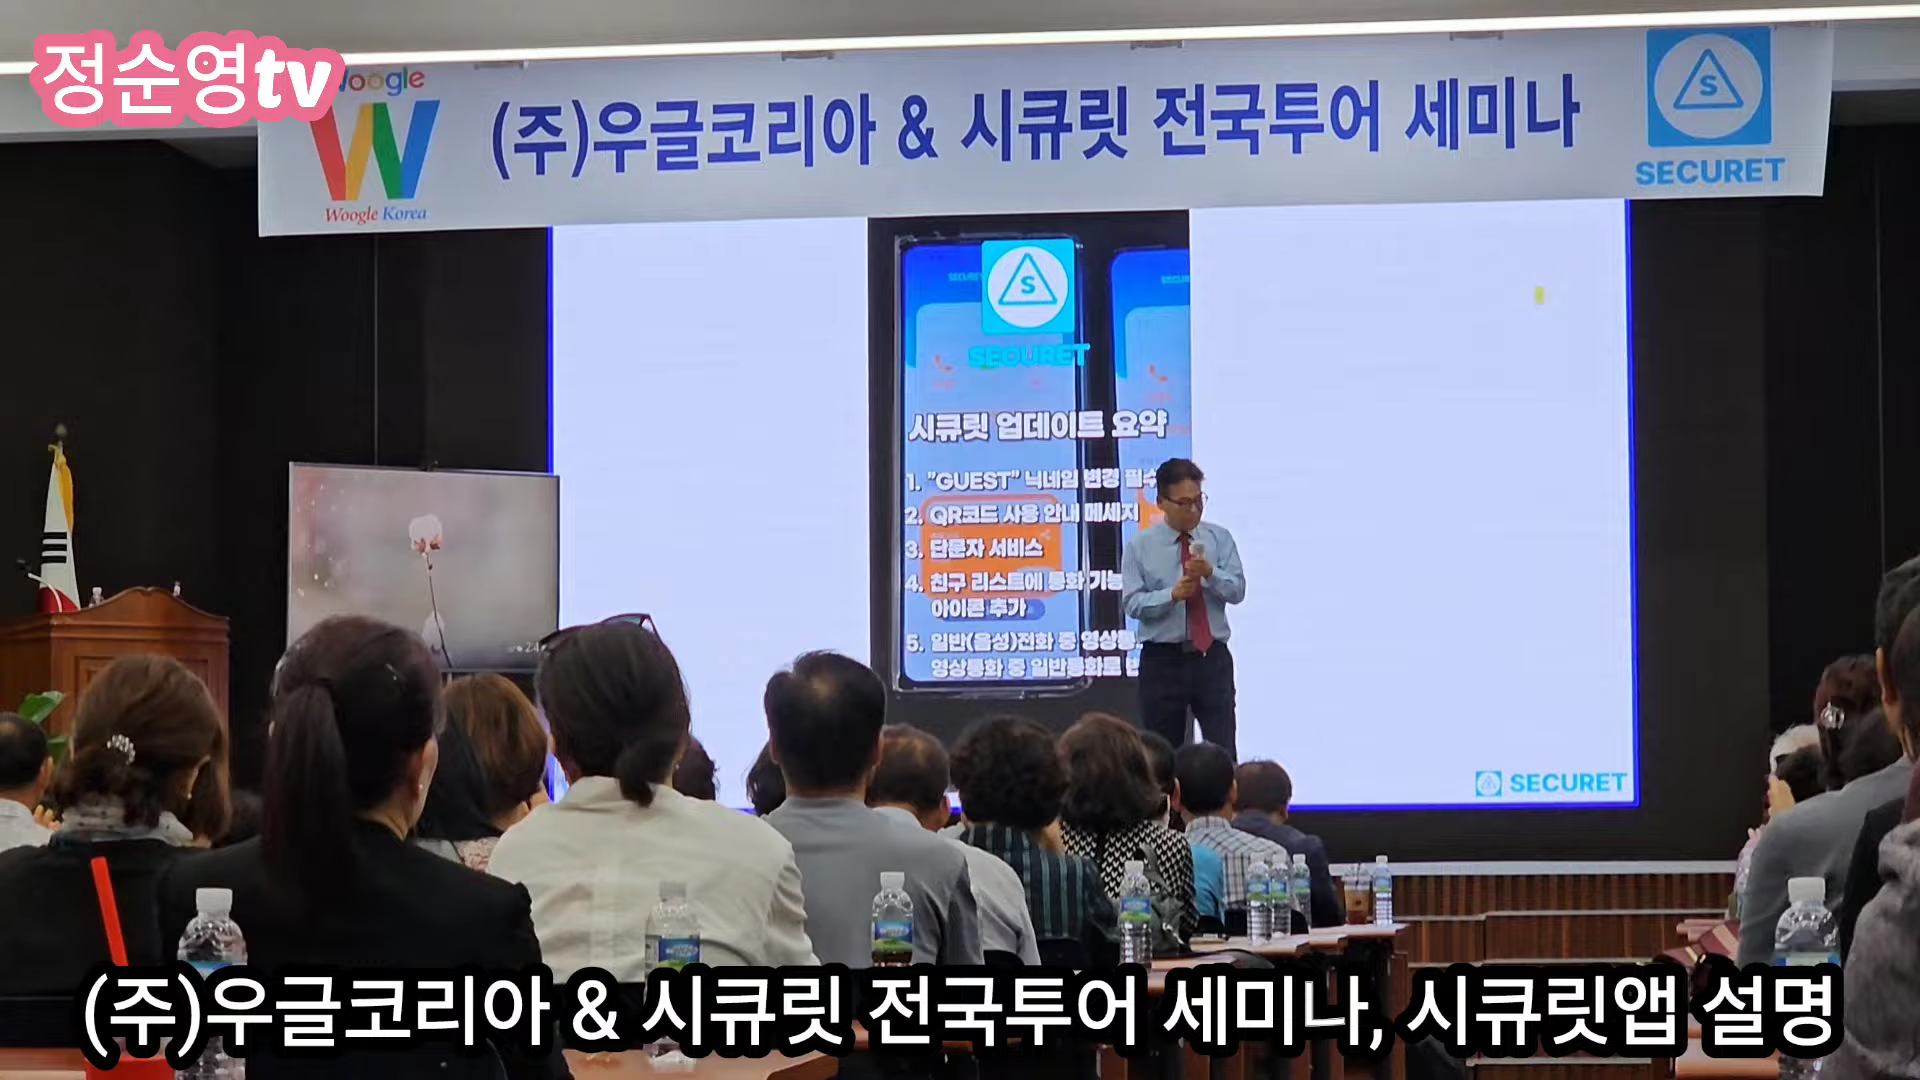 정순영tv
Woogle
(주)우글코리아 & 시큐릿 전국투어 세미나
Woogle Korea
S
SECURET
S
SECURET
시큐릿 업데이트 요약
1. "GUEST" 닉네임 변경 필수
2. QR코드 사용 안내 메세지
3. 단문자 서비스
4. 친구 리스트에 통화 기능
아이콘 추가
5. 일반(음성)전화 중 영상통
영상통화 중 일반통화로
SECURET
(주)우글코리아 & 시큐릿 전국투어 세미나, 시큐릿앱 설명